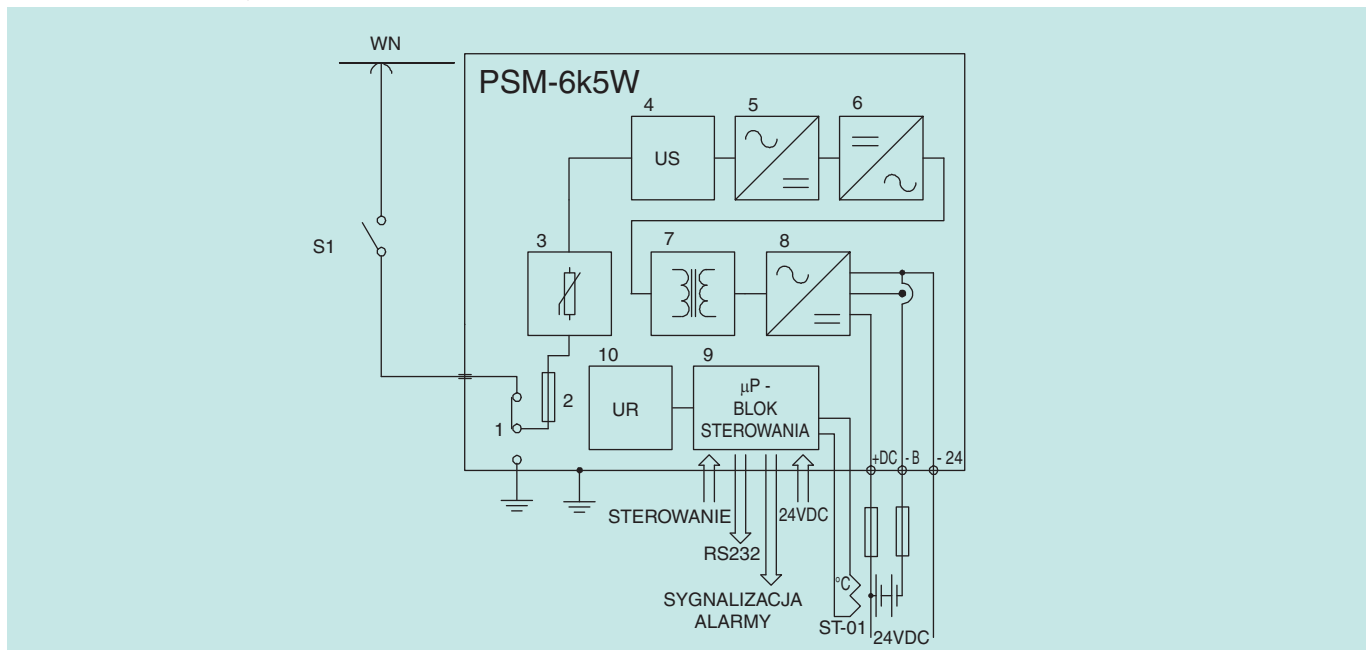 WN
PSM-6k5W
4
5
6
US
S1
3
7
8
10
9
2
UR
µP -
BLOK
STEROWANIA
1
+DC
- B
- 24
STEROWANIE
24VDC
RS232
SYGNALIZACJA
ALARMY
°C
ST-01
24VDC